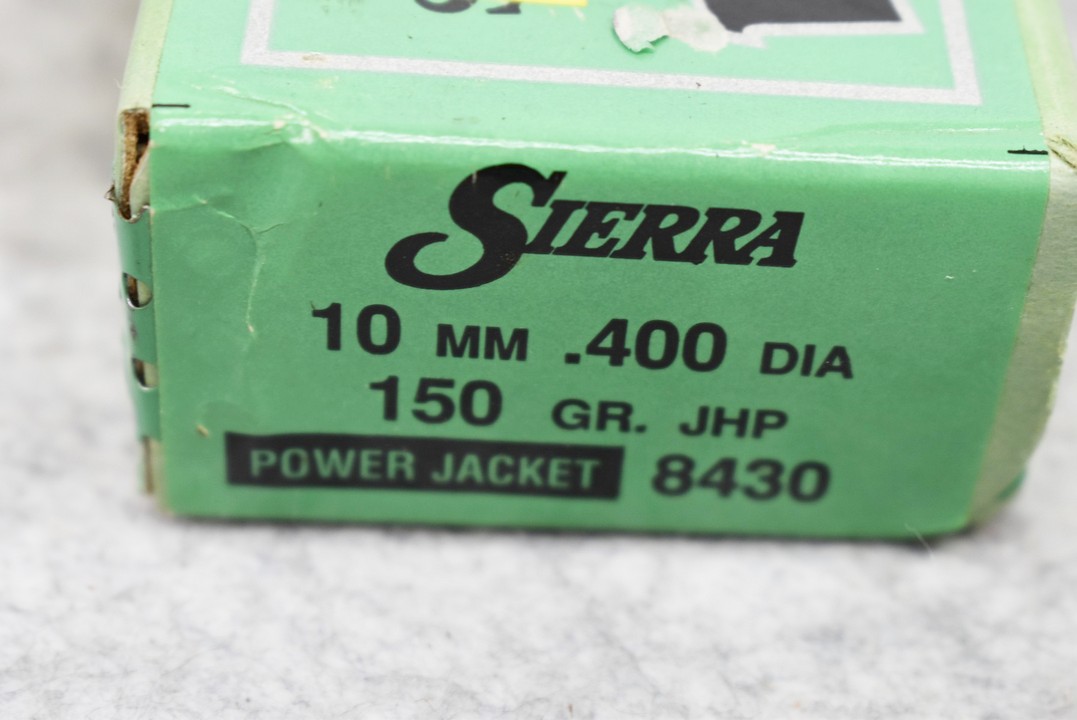 SIERRA
10 MM .400 DIA
150 GR. JHP
POWER JACKET 8430